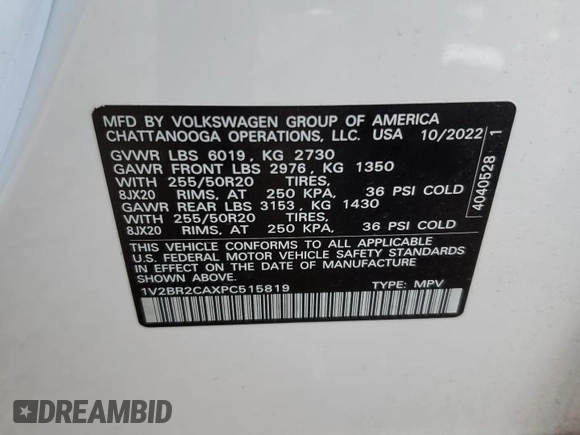 MFD BY VOLKSWAGEN GROUP OF AMERICA
CHATTANOOGA OPERATIONS, LLC. USA 10/2022
GVWR LBS 6019, KG 2730
GAWR FRONT LBS 2976, KG 1350
WITH 255/50R20 TIRES,
8JX20 RIMS, AT 250 KPA, 36 PSI COLD
GAWR REAR LBS 3153, KG 1430
WITH 255/50R20 TIRES,
8JX20 RIMS, AT 250 KPA, 36 PSI COLD
THIS VEHICLE CONFORMS TO ALL APPLICABLE
U.S. FEDERAL MOTOR VEHICLE SAFETY STANDARDS
IN EFFECT ON THE DATE OF MANUFACTURE
SHOWN ABOVE.
1V2BR2CAXPC515819 TYPE: MPV
4040528 1
DREAMBID